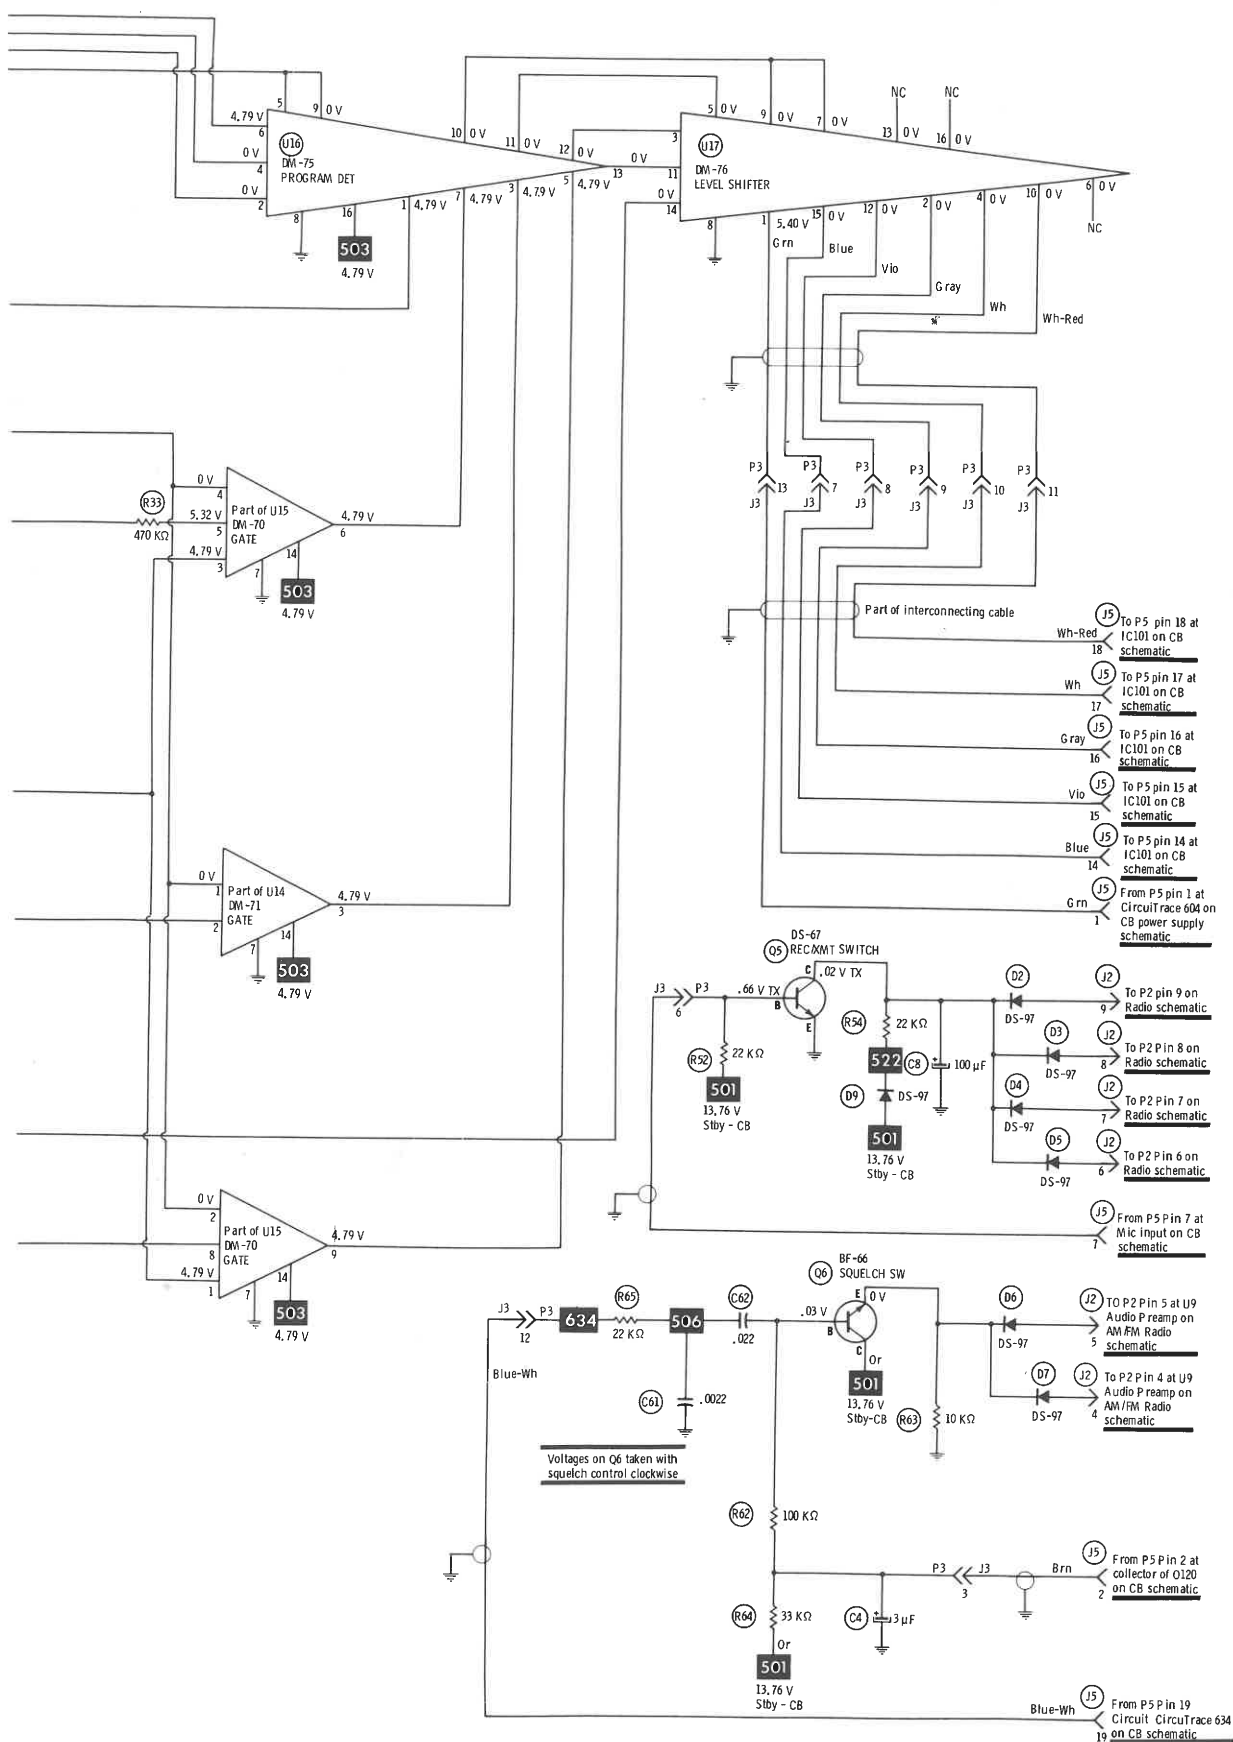 NC
NC
5
9
0 V
4.79 V
6
U16
DM-75
PROGRAM DET
0 V
4
0 V
2
8
16
503
4.79 V
1
4.79 V
10
0 V
11
0 V
12
0 V
7
4.79 V
3
4.79 V
5
4.79 V
13
0 V
0 V
14
3
11
U17
DM-76
LEVEL SHIFTER
5
0 V
9
0 V
7
0 V
13
0 V
16
0 V
8
1
5.40 V
15
0 V
12
0 V
2
0 V
4
0 V
10
0 V
6
0 V
NC
Grn
Blue
Vio
Gray
Wh
Wh-Red
P3
13
J3
P3
7
J3
P3
8
J3
P3
9
J3
P3
10
J3
P3
11
J3
R33
470 KΩ
0 V
4
5.32 V
5
4.79 V
3
Part of U15
DM-70
GATE
14
7
503
4.79 V
4.79 V
6
Part of interconnecting cable
Wh-Red
18
J5
To P5 pin 18 at
IC101 on CB
schematic
Wh
17
J5
To P5 pin 17 at
IC101 on CB
schematic
Gray
16
J5
To P5 pin 16 at
IC101 on CB
schematic
Vio
15
J5
To P5 pin 15 at
IC101 on CB
schematic
Blue
14
J5
To P5 pin 14 at
IC101 on CB
schematic
Grn
1
J5
From P5 pin 1 at
CircuiTrace 604 on
CB power supply
schematic
0 V
1
2
Part of U14
DM-71
GATE
14
7
503
4.79 V
4.79 V
3
DS-67
Q5
REC/XMT SWITCH
C
.02 V TX
.66 V TX
B
E
J3
P3
6
R52
22 KΩ
501
13.76 V
Stby - CB
R54
22 KΩ
522
C8
100 µF
+
D9
DS-97
501
13.76 V
Stby - CB
D2
DS-97
J2
9
To P2 pin 9 on
Radio schematic
D3
DS-97
J2
8
To P2 Pin 8 on
Radio schematic
D4
DS-97
J2
7
To P2 Pin 7 on
Radio schematic
D5
DS-97
J2
6
To P2 Pin 6 on
Radio schematic
J5
7
From P5 Pin 7 at
Mic input on CB
schematic
0 V
2
8
4.79 V
1
Part of U15
DM-70
GATE
14
7
503
4.79 V
4.79 V
9
BF-66
Q6
SQUELCH SW
E
0 V
.03 V
B
C
Or
501
13.76 V
Stby-CB
J3
P3
12
634
R65
22 KΩ
506
C62
.022
Blue-Wh
C61
.0022
R63
10 KΩ
D6
DS-97
J2
5
TO P2 Pin 5 at U9
Audio Preamp on
AM/FM Radio
schematic
D7
DS-97
J2
4
To P2 Pin 4 at U9
Audio Preamp on
AM/FM Radio
schematic
Voltages on Q6 taken with
squelch control clockwise
R62
100 KΩ
R64
33 KΩ
Or
501
13.76 V
Stby - CB
C4
+
3 µF
P3
J3
3
Brn
J5
2
From P5 Pin 2 at
collector of Q120
on CB schematic
Blue-Wh
J5
19
From P5 Pin 19
Circuit CircuTrace 634
on CB schematic